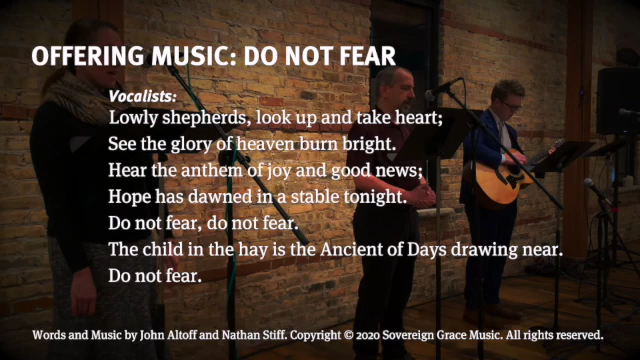 OFFERING MUSIC: DO NOT FEAR
Vocalists:
Lowly shepherds, look up and take heart;
See the glory of heaven burn bright.
Hear the anthem of joy and good news;
Hope has dawned in a stable tonight.
Do not fear, do not fear.
The child in the hay is the Ancient of Days drawing near.
Do not fear.
Words and Music by John Altoff and Nathan Stiff. Copyright © 2020 Sovereign Grace Music. All rights reserved.